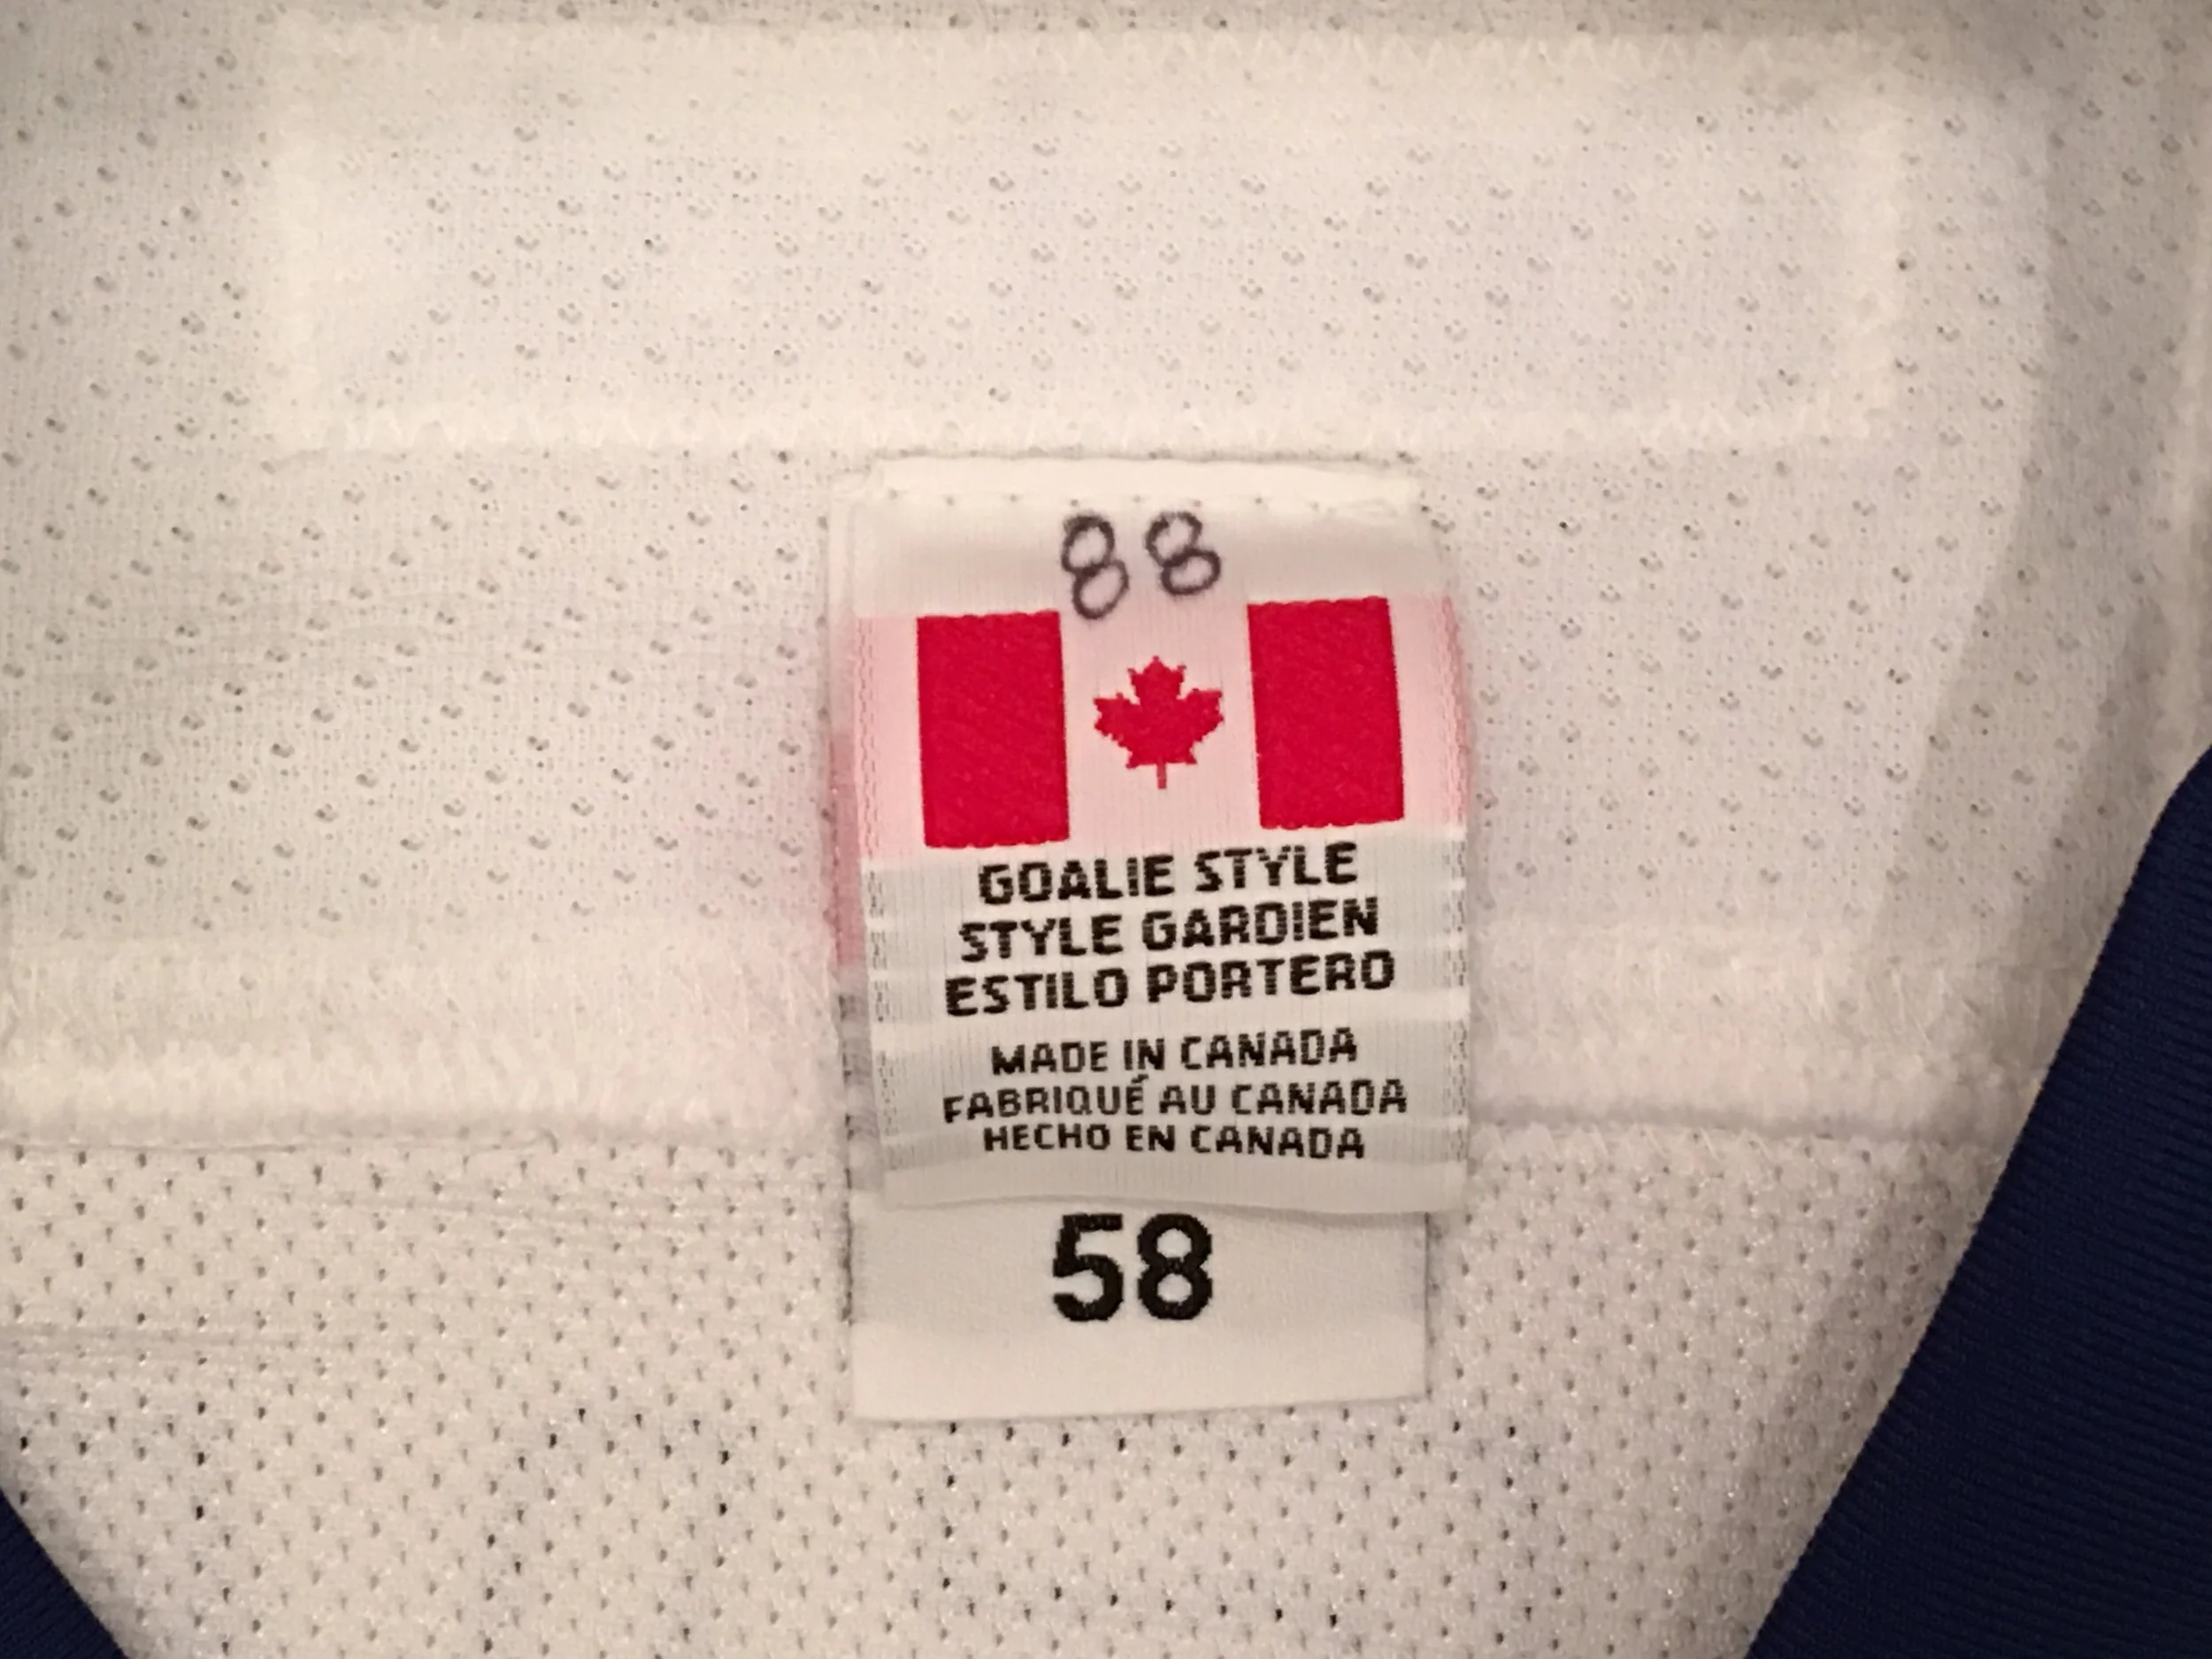 88
GOALIE STYLE
STYLE GARDIEN
ESTILO PORTERO
MADE IN CANADA
FABRIQUÉ AU CANADA
HECHO EN CANADA
58